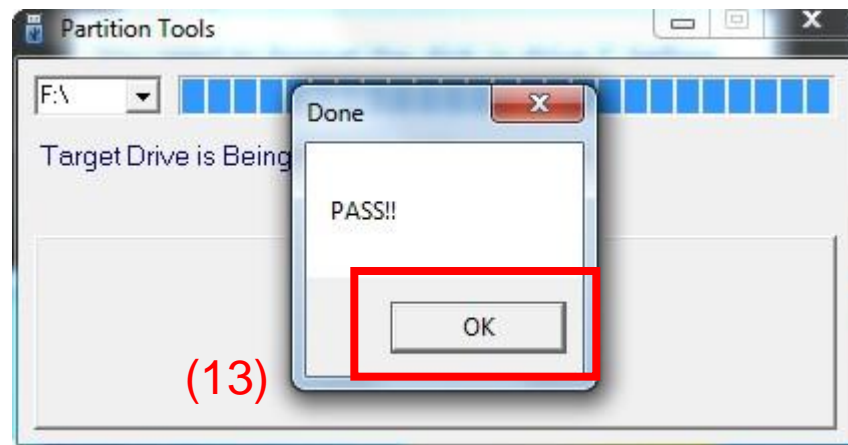 Partition Tools
F:\
Done
Target Drive is Being
PASS!!
OK
(13)